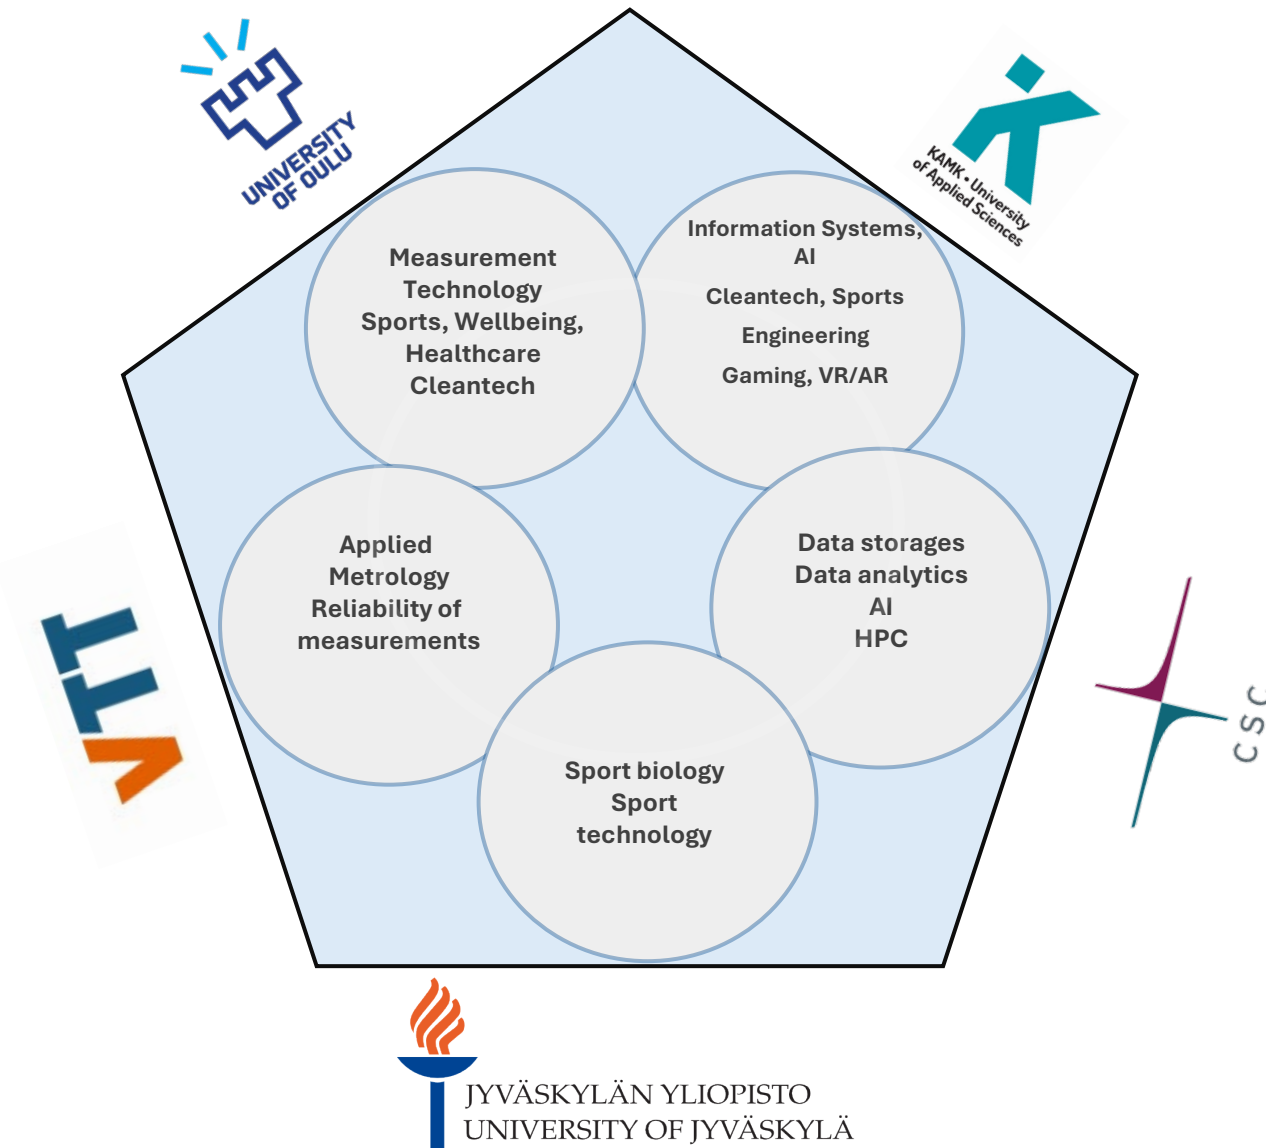 UNIVERSITY
OF OULU
KAMK • University
of Applied Sciences
Measurement
Technology
Sports, Wellbeing,
Healthcare
Cleantech
Information Systems,
AI
Cleantech, Sports
Engineering
Gaming, VR/AR
Applied
Metrology
Reliability of
measurements
Data storages
Data analytics
AI
HPC
VTT
CSC
Sport biology
Sport
technology
JYVÄSKYLÄN YLIOPISTO
UNIVERSITY OF JYVÄSKYLÄ